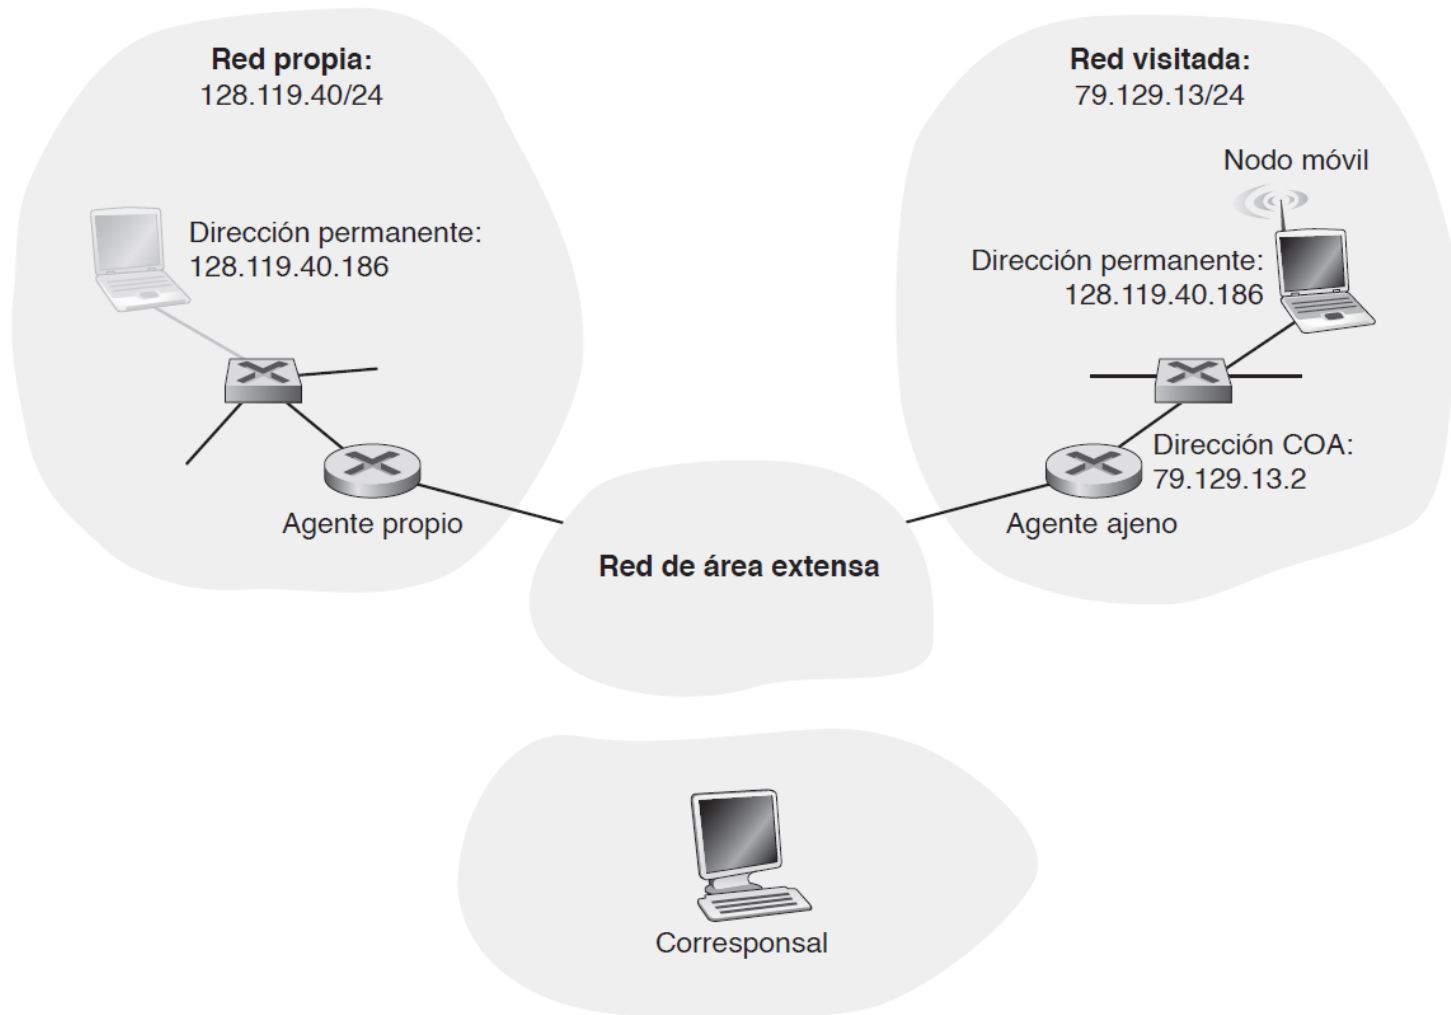 Red propia:
128.119.40/24
Red visitada:
79.129.13/24
Nodo móvil
Dirección permanente:
128.119.40.186
Dirección permanente:
128.119.40.186
Dirección COA:
79.129.13.2
Agente propio
Agente ajeno
Red de área extensa
Corresponsal